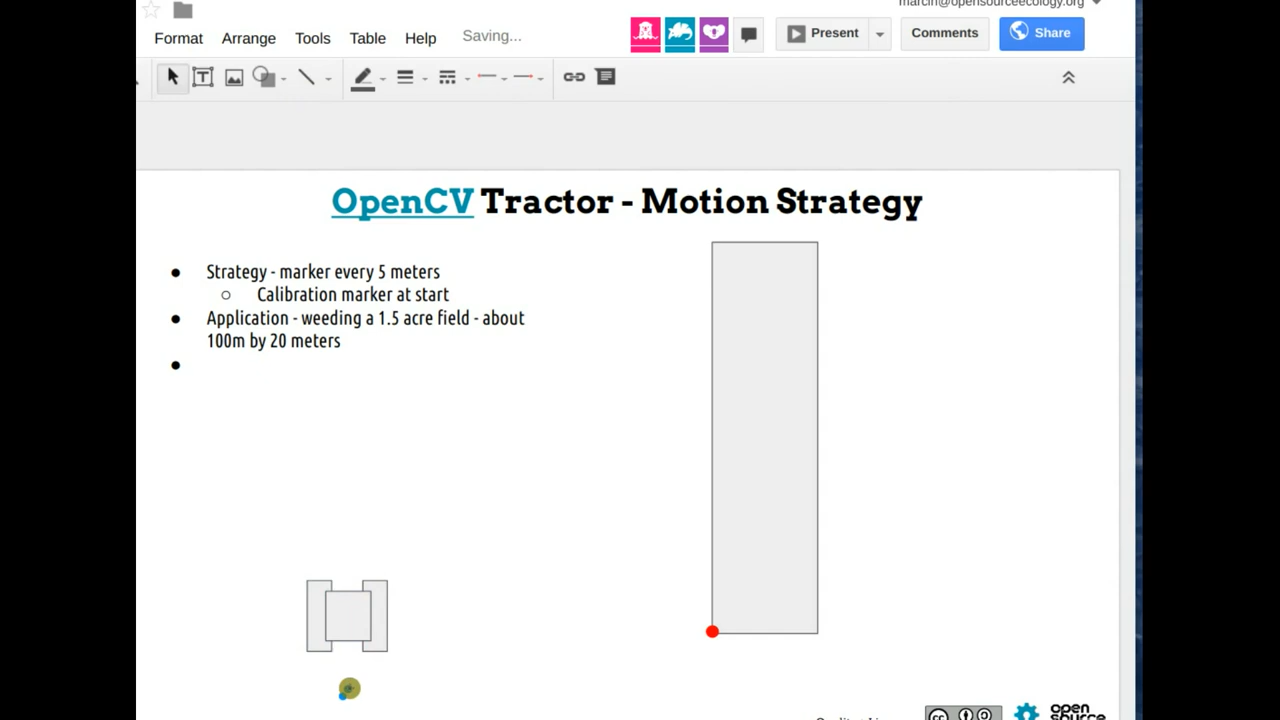 marcin@opensourceecology.org
Format Arrange Tools Table Help Saving...
Present Comments Share
OpenCV Tractor - Motion Strategy
● Strategy - marker every 5 meters
○ Calibration marker at start
● Application - weeding a 1.5 acre field - about
100m by 20 meters
●
open
source